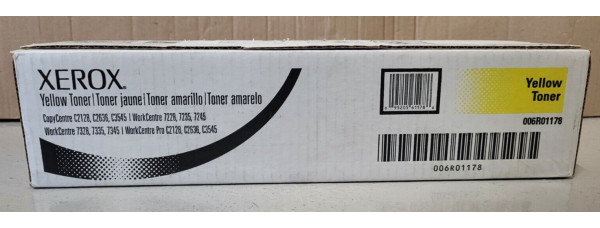 XEROX.
Yellow Toner|Toner jaune|Toner amarillo|Toner amarelo
CopyCentre C2128, C2636, C3545 | WorkCentre 7228, 7235, 7245
WorkCentre 7328, 7335, 7345 | WorkCentre Pro C2128, C2636, C3545
Yellow
Toner
006R01178
006R01178